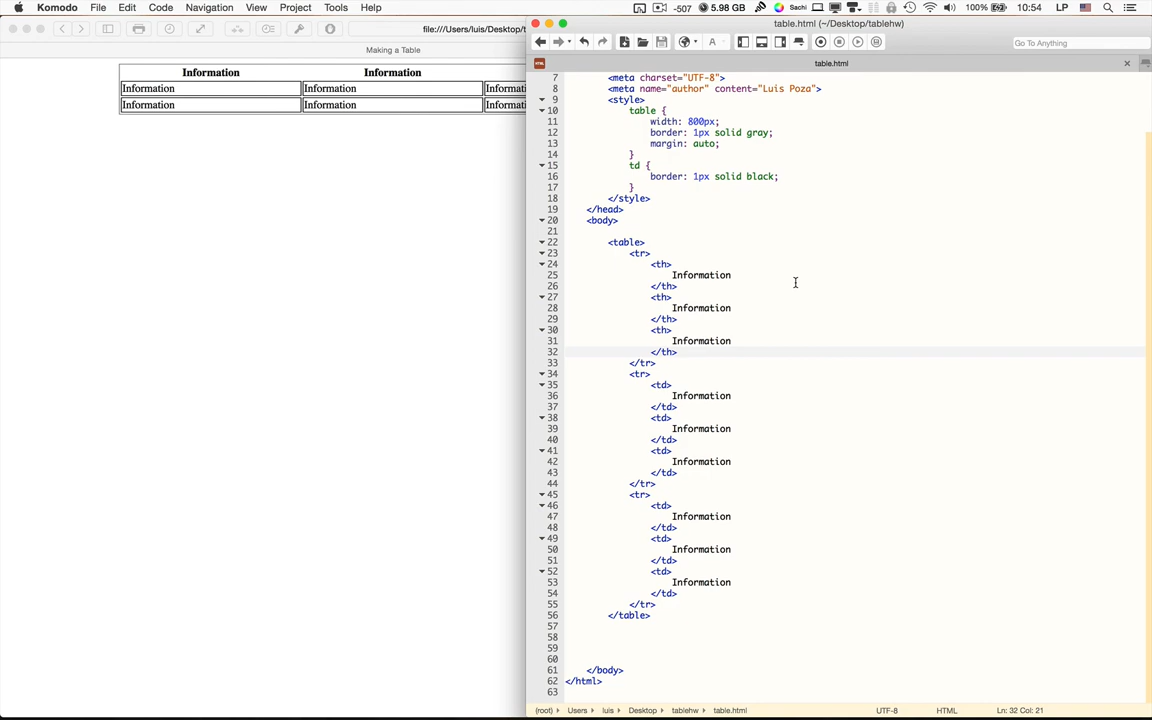 Komodo File Edit Code Navigation View Project Tools Help -507 5.98 GB Sachi 100% 10:54 LP
file:///Users/luis/Desktop/t
table.html (~/Desktop/tablehw)
Go To Anything
Making a Table
table.html
Information Information
Information Information Informati
Information Information Informati
7 <meta charset="UTF-8">
8 <meta name="author" content="Luis Poza">
9 <style>
10 table {
11 width: 800px;
12 border: 1px solid gray;
13 margin: auto;
14 }
15 td {
16 border: 1px solid black;
17 }
18 </style>
19 </head>
20 <body>
21
22 <table>
23 <tr>
24 <th>
25 Information
26 </th>
27 <th>
28 Information
29 </th>
30 <th>
31 Information
32 </th>
33 </tr>
34 <tr>
35 <td>
36 Information
37 </td>
38 <td>
39 Information
40 </td>
41 <td>
42 Information
43 </td>
44 </tr>
45 <tr>
46 <td>
47 Information
48 </td>
49 <td>
50 Information
51 </td>
52 <td>
53 Information
54 </td>
55 </tr>
56 </table>
57
58
59
60
61 </body>
62 </html>
63
(root) Users luis Desktop tablehw table.html UTF-8 HTML Ln: 32 Col: 21